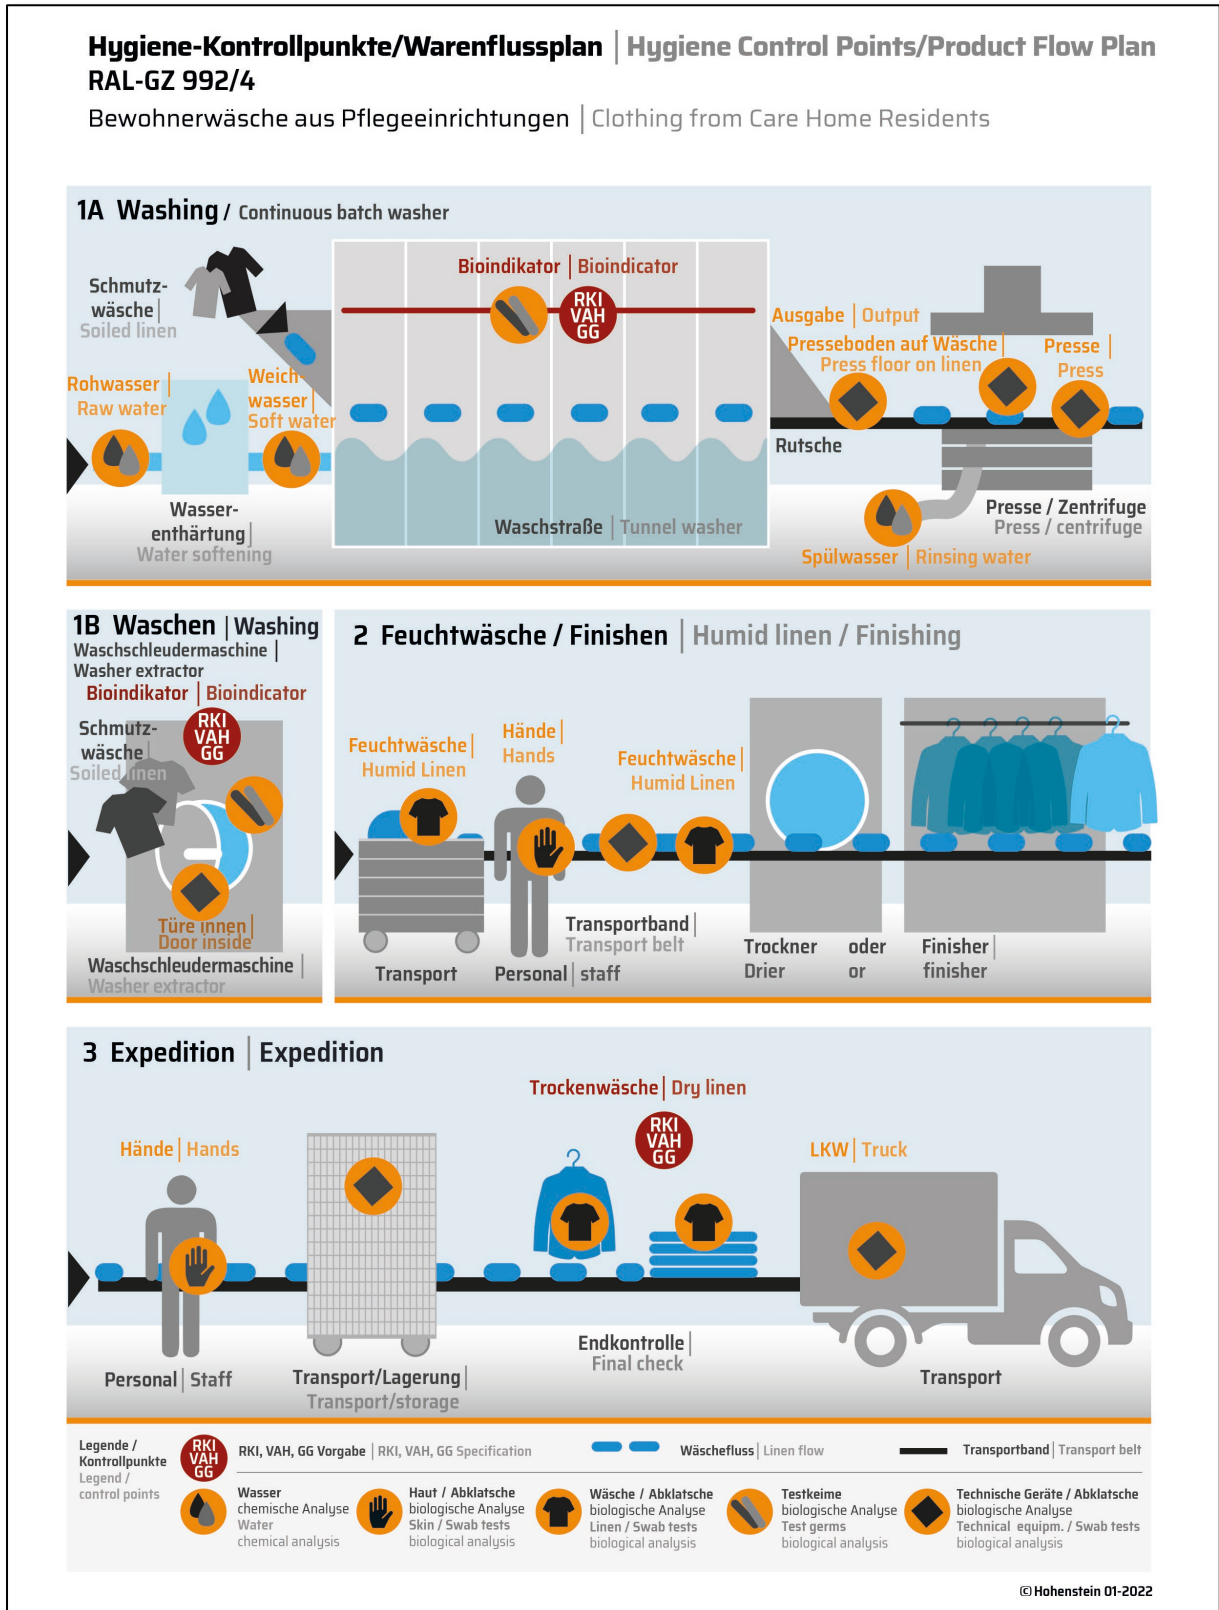 Hygiene-Kontrollpunkte/Warenflussplan | Hygiene Control Points/Product Flow Plan
RAL-GZ 992/4
Bewohnerwäsche aus Pflegeeinrichtungen | Clothing from Care Home Residents
1A Washing / Continuous batch washer
Schmutz-
wäsche |
Soiled linen
Rohwasser |
Raw water
Weich-
wasser |
Soft water
Wasser-
enthärtung |
Water softening
Bioindikator | Bioindicator
RKI
VAH
GG
Waschstraße | Tunnel washer
Ausgabe | Output
Presseboden auf Wäsche |
Press floor on linen
Presse |
Press
Rutsche
Presse / Zentrifuge
Press / centrifuge
Spülwasser | Rinsing water
1B Waschen | Washing
Waschschleudermaschine |
Washer extractor
Bioindikator | Bioindicator
RKI
VAH
GG
Schmutz-
wäsche |
Soiled linen
Türe innen |
Door inside
Waschschleudermaschine |
Washer extractor
2 Feuchtwäsche / Finishen | Humid linen / Finishing
Feuchtwäsche |
Humid Linen
Hände |
Hands
Feuchtwäsche |
Humid Linen
Transport
Personal | staff
Transportband |
Transport belt
Trockner oder
Drier or
Finisher |
finisher
3 Expedition | Expedition
Trockenwäsche | Dry linen
RKI
VAH
GG
Hände | Hands
LKW | Truck
Personal | Staff
Transport/Lagerung |
Transport/storage
Endkontrolle |
Final check
Transport
Legende /
Kontrollpunkte
Legend /
control points
RKI
VAH
GG
RKI, VAH, GG Vorgabe | RKI, VAH, GG Specification
Wäschefluss | Linen flow
Transportband | Transport belt
Wasser
chemische Analyse
Water
chemical analysis
Haut / Abklatsche
biologische Analyse
Skin / Swab tests
biological analysis
Wäsche / Abklatsche
biologische Analyse
Linen / Swab tests
biological analysis
Testkeime
biologische Analyse
Test germs
biological analysis
Technische Geräte / Abklatsche
biologische Analyse
Technical equipm. / Swab tests
biological analysis
© Hohenstein 01-2022